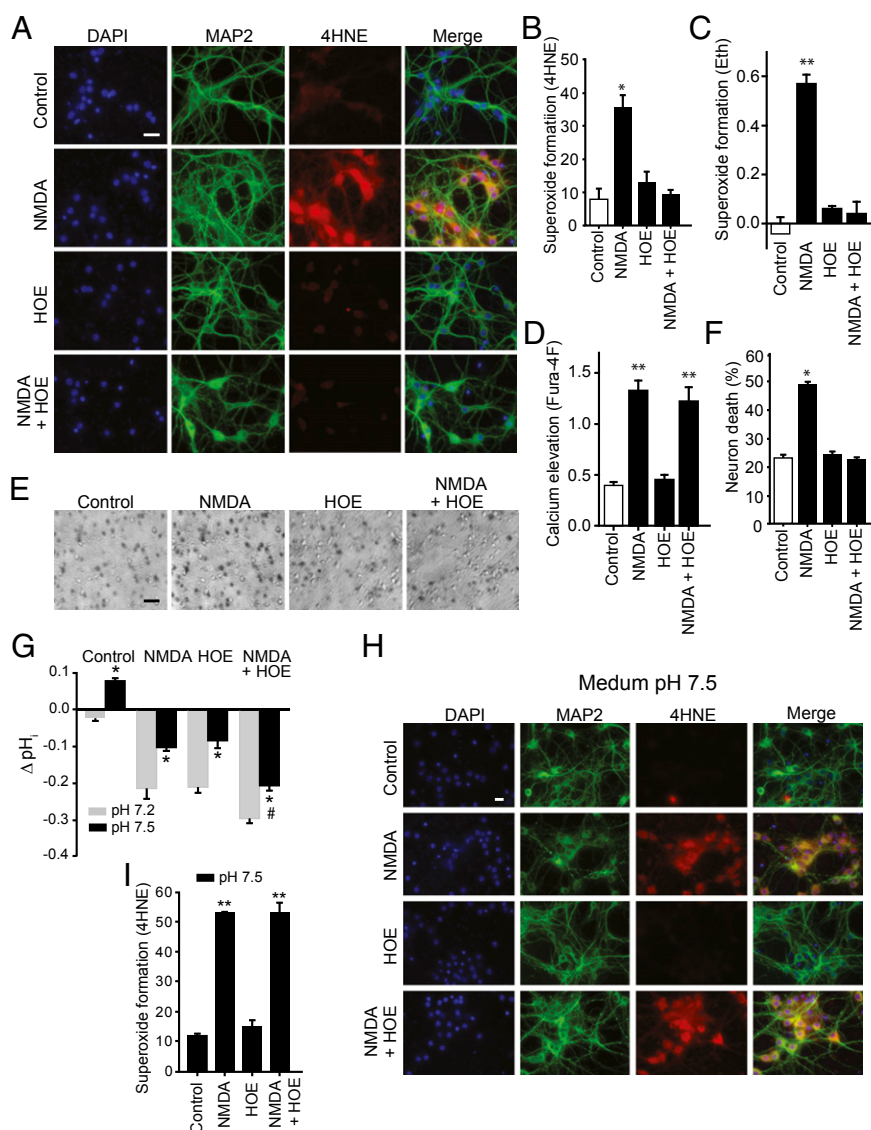 A
DAPI MAP2 4HNE Merge
Control
NMDA
HOE
NMDA
+ HOE
B
Superoxide formation (4HNE)
50
40
30
20
10
0
*
Control
NMDA
HOE
NMDA + HOE
C
Superoxide formation (Eth)
0.6
0.4
0.2
0.0
**
Control
NMDA
HOE
NMDA + HOE
D
Calcium elevation (Fura-4F)
1.5
1.0
0.5
0.0
** **
Control
NMDA
HOE
NMDA + HOE
F
Neuron death (%)
60
50
40
30
20
10
0
*
Control
NMDA
HOE
NMDA + HOE
E
Control NMDA HOE NMDA
+ HOE
G
Control NMDA HOE NMDA
+ HOE
Δ pHi
0.1
0.0
-0.1
-0.2
-0.3
-0.4
*
* *
*
#
pH 7.2
pH 7.5
H
Medum pH 7.5
DAPI MAP2 4HNE Merge
Control
NMDA
HOE
NMDA
+ HOE
I
pH 7.5
Superoxide formation (4HNE)
60
50
40
30
20
10
0
** **
Control
NMDA
HOE
NMDA
+ HOE